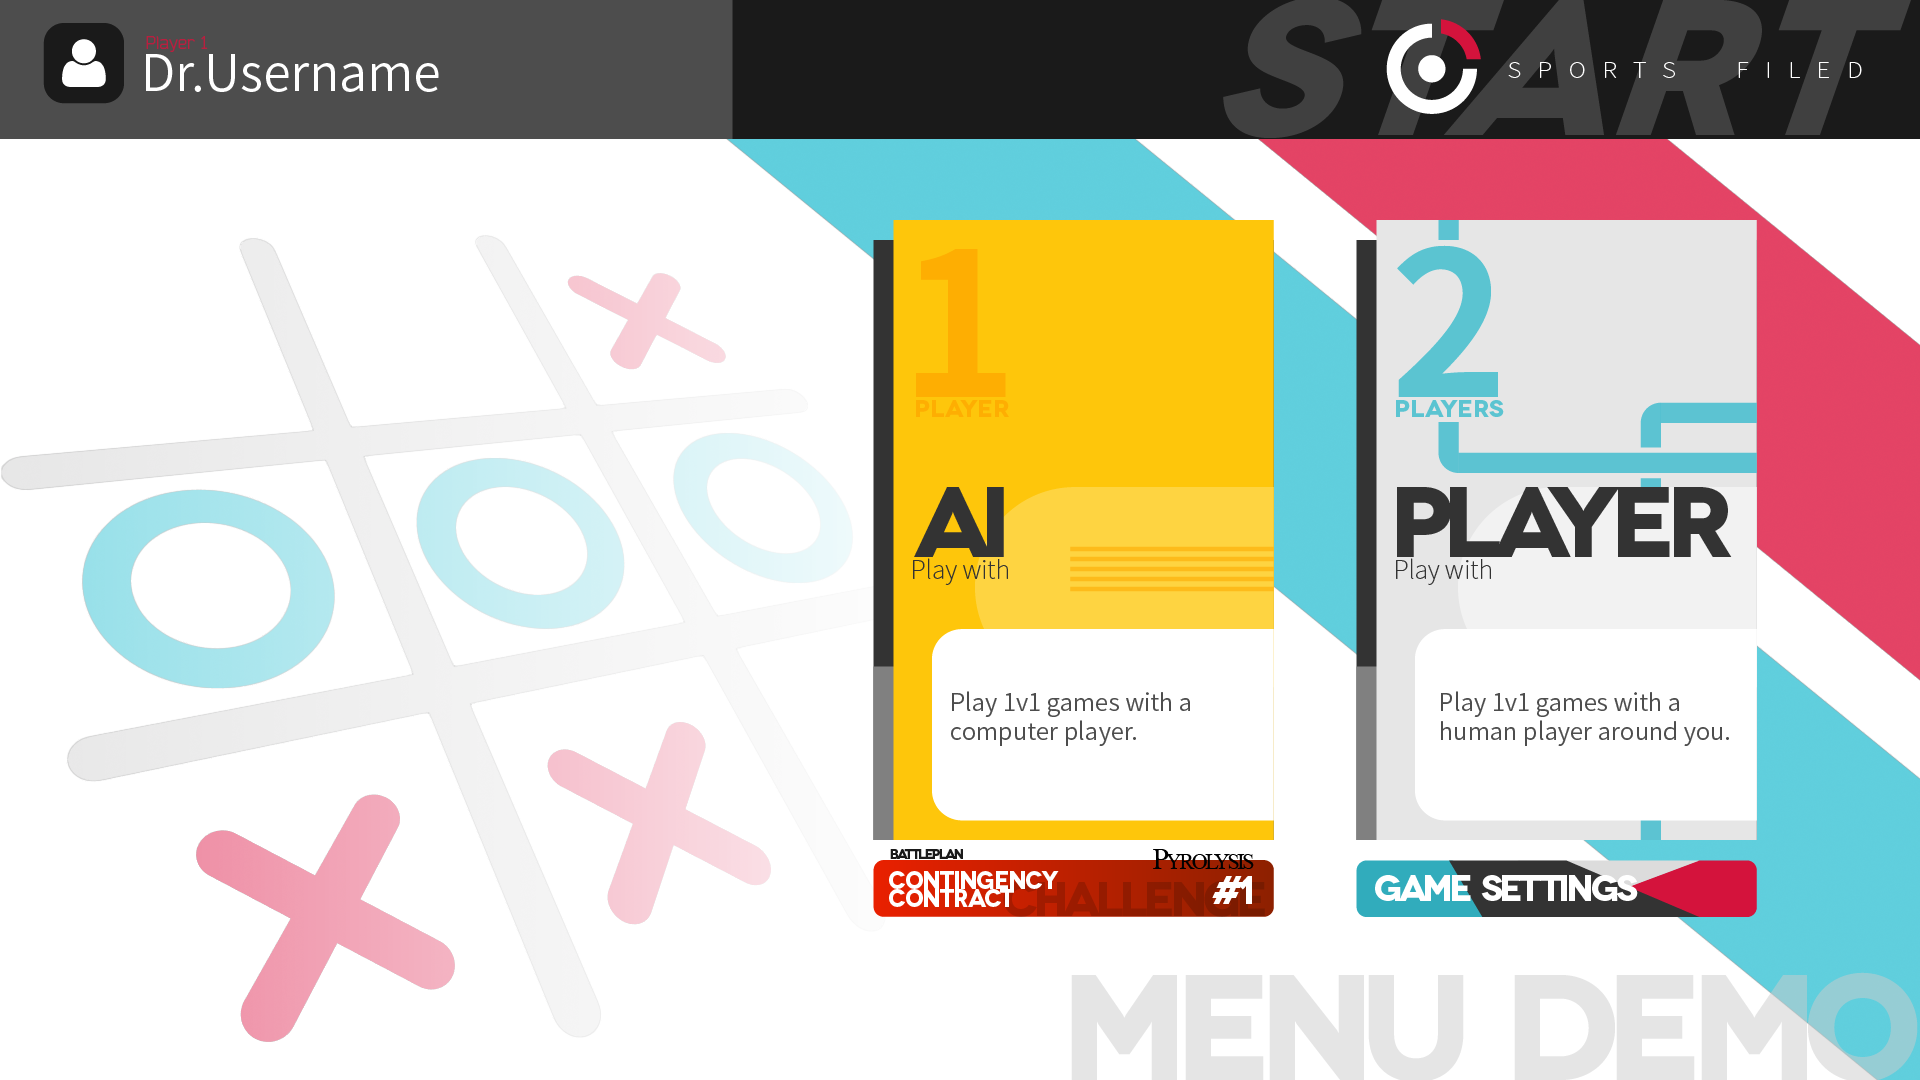 Player 1
Dr.Username
START
SPORTS FILED
1
PLAYER
AI
Play with
Play 1v1 games with a
computer player.
2
PLAYERS
PLAYER
Play with
Play 1v1 games with a
human player around you.
BATTLEPLAN
PYROLYSIS
CONTINGENCY
CONTRACT
CHALLENGE
#1
GAME SETTINGS
MENU DEMO